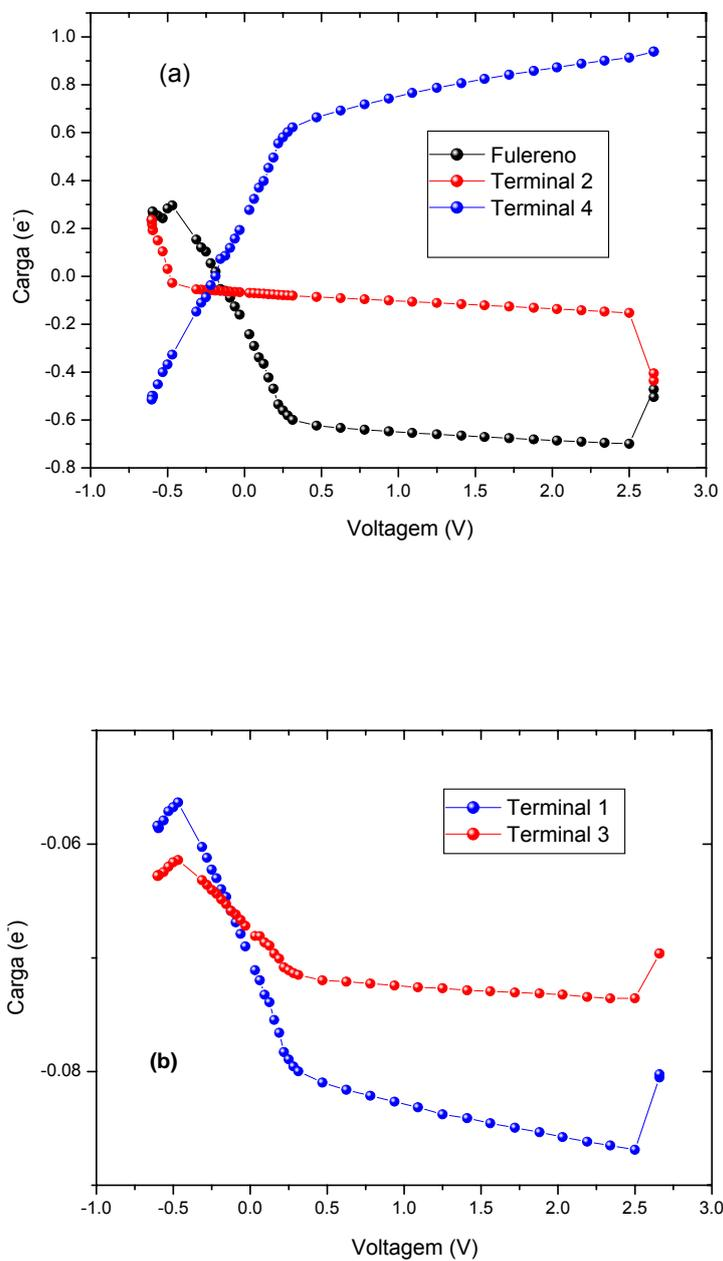 1.0
(a)
0.8
0.6
0.4
0.2
0.0
-0.2
-0.4
-0.6
-0.8
Carga (e-)
Fulereno
Terminal 2
Terminal 4
-1.0 -0.5 0.0 0.5 1.0 1.5 2.0 2.5 3.0
Voltagem (V)
Terminal 1
Terminal 3
-0.06
-0.08
Carga (e-)
(b)
-1.0 -0.5 0.0 0.5 1.0 1.5 2.0 2.5 3.0
Voltagem (V)